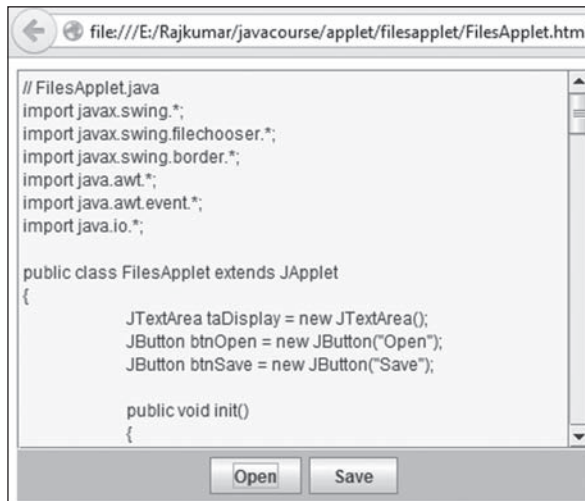 file:///E:/Rajkumar/javacourse/applet/filesapplet/FilesApplet.htm
// FilesApplet.java
import javax.swing.*;
import javax.swing.filechooser.*;
import javax.swing.border.*;
import java.awt.*;
import java.awt.event.*;
import java.io.*;
public class FilesApplet extends JApplet
{
JTextArea taDisplay = new JTextArea();
JButton btnOpen = new JButton("Open");
JButton btnSave = new JButton("Save");
public void init()
{
Open Save